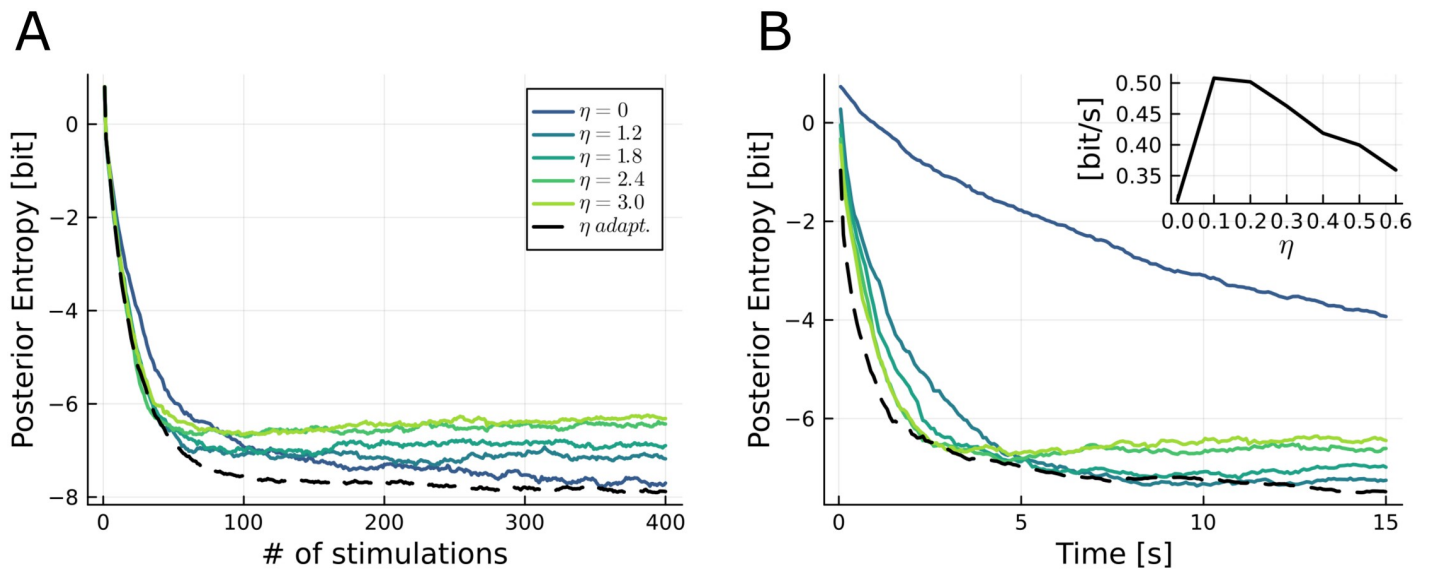 A
Posterior Entropy [bit]
0
−2
−4
−6
−8
0 100 200 300 400
# of stimulations
η = 0
η = 1.2
η = 1.8
η = 2.4
η = 3.0
η adapt.
B
Posterior Entropy [bit]
0
−2
−4
−6
0 5 10 15
Time [s]
[bit/s]
0.50
0.45
0.40
0.35
0.0 0.1 0.2 0.3 0.4 0.5 0.6
η